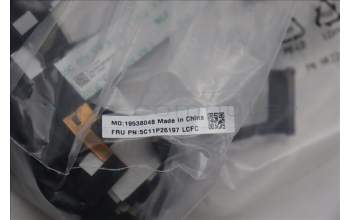 MO:19538048 Made in China
FRU PN:5C11P26197 LCFC